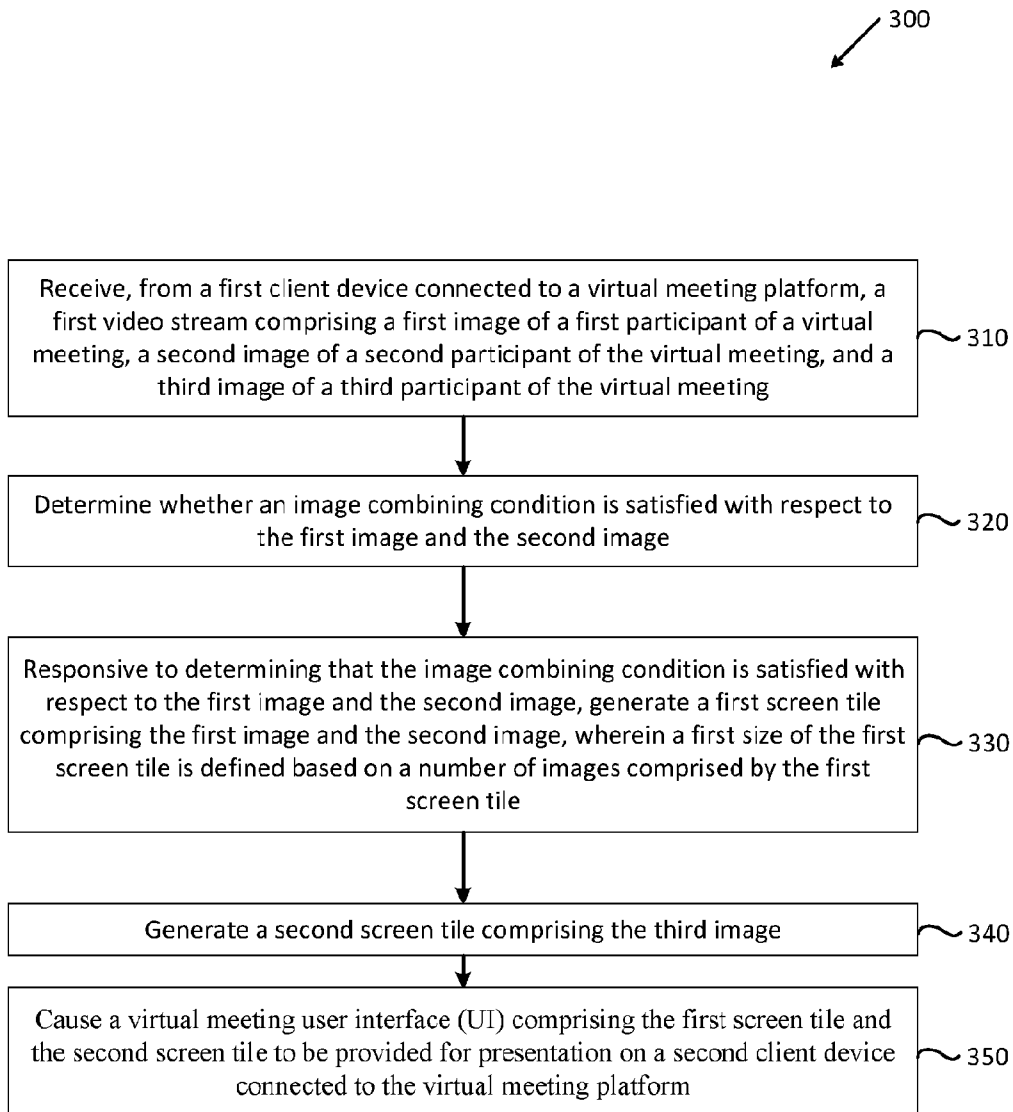 300
Receive, from a first client device connected to a virtual meeting platform, a
first video stream comprising a first image of a first participant of a virtual
meeting, a second image of a second participant of the virtual meeting, and a
third image of a third participant of the virtual meeting
310
Determine whether an image combining condition is satisfied with respect to
the first image and the second image
320
Responsive to determining that the image combining condition is satisfied with
respect to the first image and the second image, generate a first screen tile
comprising the first image and the second image, wherein a first size of the first
screen tile is defined based on a number of images comprised by the first
screen tile
330
Generate a second screen tile comprising the third image
340
Cause a virtual meeting user interface (UI) comprising the first screen tile and
the second screen tile to be provided for presentation on a second client device
connected to the virtual meeting platform
350